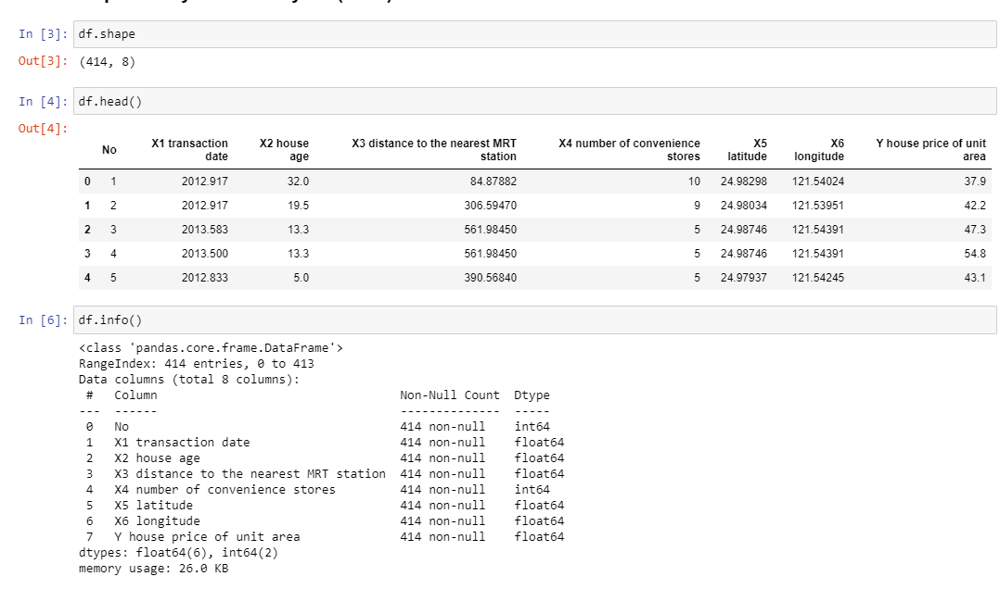 In [3]: df.shape
Out[3]: (414, 8)
In [4]: df.head()
Out[4]:
No X1 transaction date X2 house age X3 distance to the nearest MRT station X4 number of convenience stores X5 latitude X6 longitude Y house price of unit area
0 1 2012.917 32.0 84.87882 10 24.98298 121.54024 37.9
1 2 2012.917 19.5 306.59470 9 24.98034 121.53951 42.2
2 3 2013.583 13.3 561.98450 5 24.98746 121.54391 47.3
3 4 2013.500 13.3 561.98450 5 24.98746 121.54391 54.8
4 5 2012.833 5.0 390.56840 5 24.97937 121.54245 43.1
In [6]: df.info()
<class 'pandas.core.frame.DataFrame'>
RangeIndex: 414 entries, 0 to 413
Data columns (total 8 columns):
# Column Non-Null Count Dtype
--- ------ -------------- -----
0 No 414 non-null int64
1 X1 transaction date 414 non-null float64
2 X2 house age 414 non-null float64
3 X3 distance to the nearest MRT station 414 non-null float64
4 X4 number of convenience stores 414 non-null int64
5 X5 latitude 414 non-null float64
6 X6 longitude 414 non-null float64
7 Y house price of unit area 414 non-null float64
dtypes: float64(6), int64(2)
memory usage: 26.0 KB